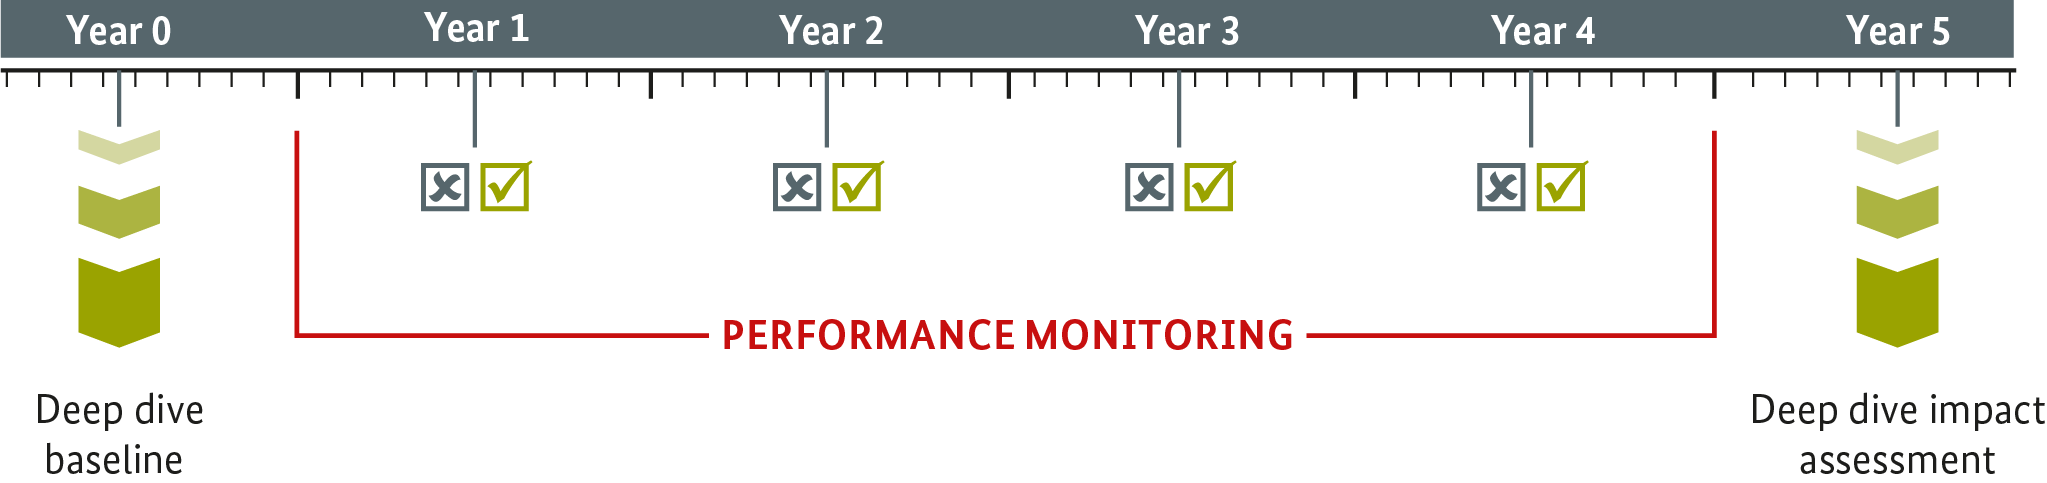 Year 0
Year 1
Year 2
Year 3
Year 4
Year 5
PERFORMANCE MONITORING
Deep dive
baseline
Deep dive impact
assessment